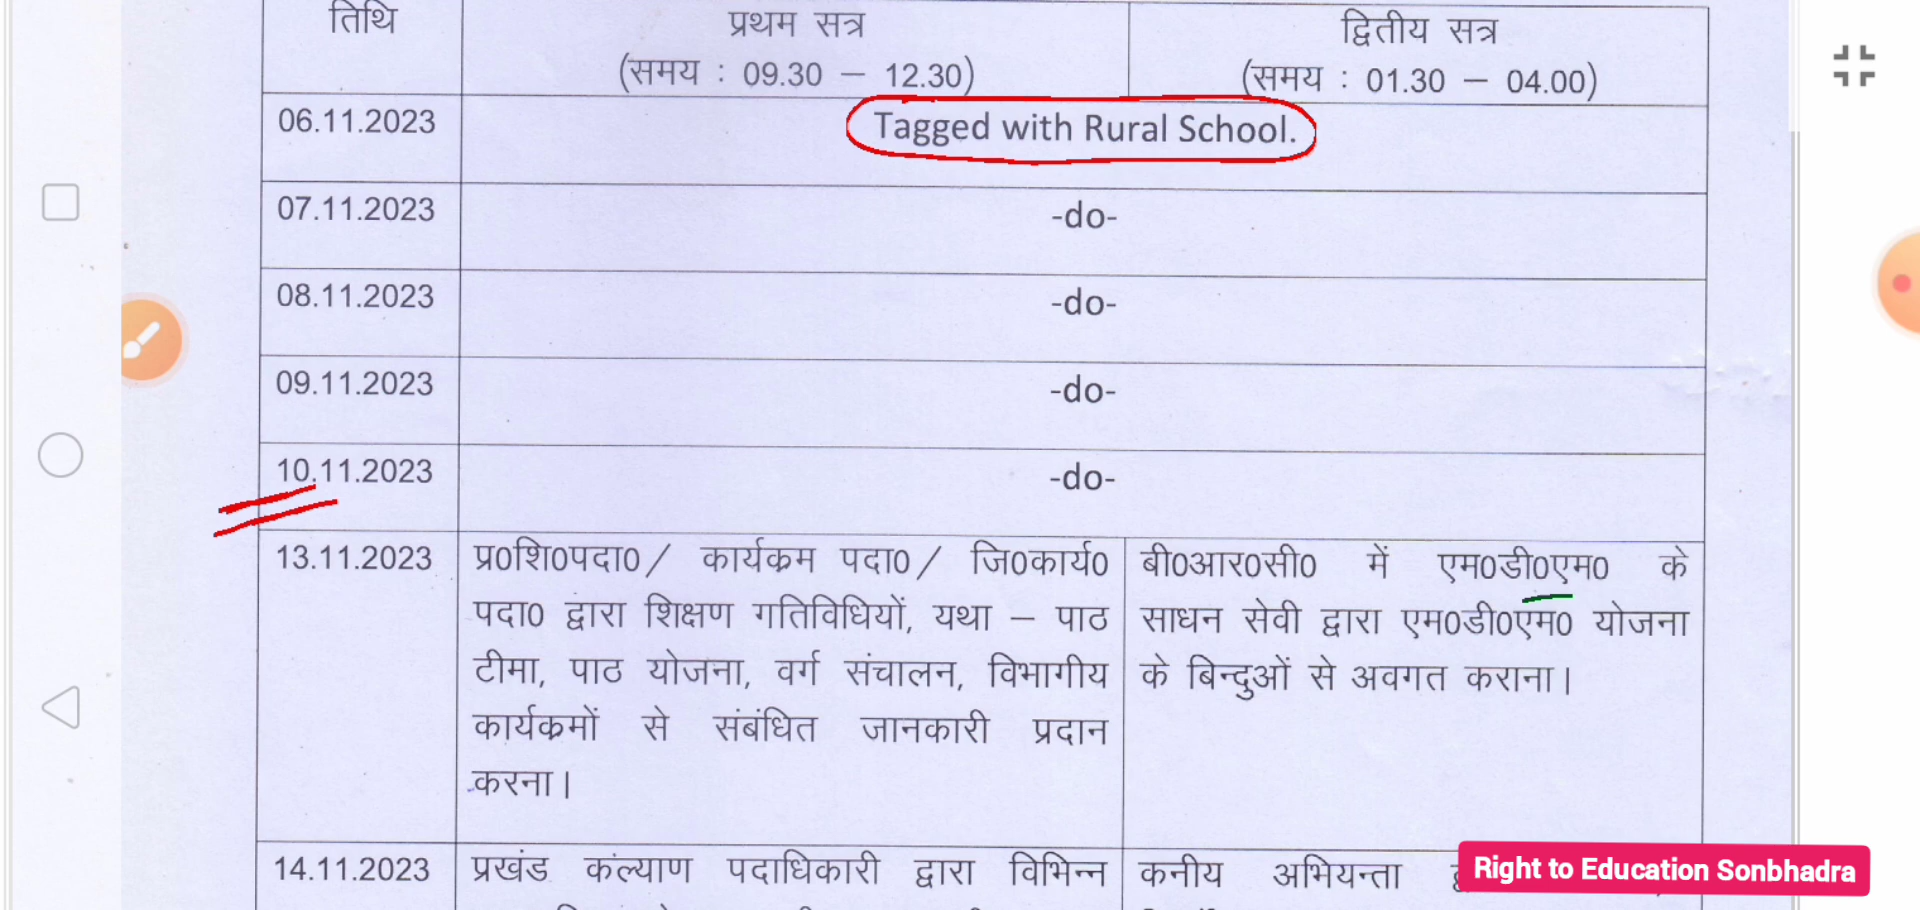 तिथि प्रथम सत्र द्वितीय सत्र
(समय : 09.30 – 12.30) (समय : 01.30 – 04.00)
06.11.2023 Tagged with Rural School.
07.11.2023 -do-
08.11.2023 -do-
09.11.2023 -do-
10.11.2023 -do-
13.11.2023 प्र0शि0पदा0/ कार्यक्रम पदा0/ जि0कार्य0
पदा0 द्वारा शिक्षण गतिविधियों, यथा – पाठ
टीमा, पाठ योजना, वर्ग संचालन, विभागीय
कार्यक्रमों से संबंधित जानकारी प्रदान
करना।
बी0आर0सी0 में एम0डी0एम0 के
साधन सेवी द्वारा एम0डी0एम0 योजना
के बिन्दुओं से अवगत कराना।
14.11.2023 प्रखंड कल्याण पदाधिकारी द्वारा विभिन्न
कनीय अभियन्ता
Right to Education Sonbhadra